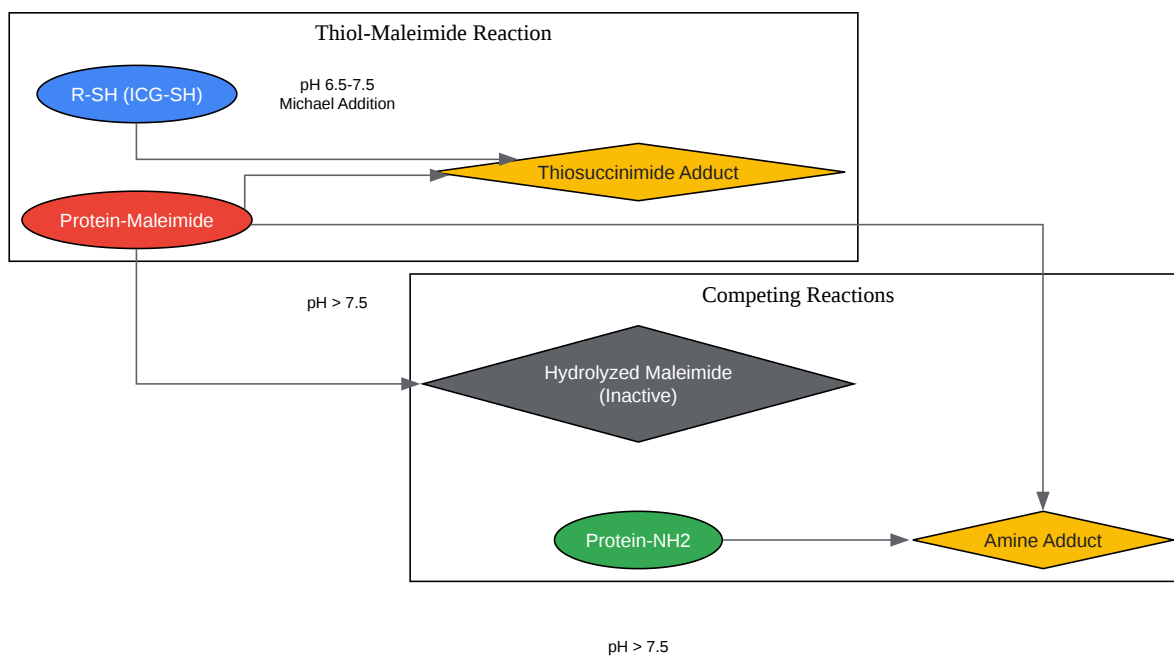 Thiol-Maleimide Reaction
R-SH (ICG-SH)
pH 6.5-7.5
Michael Addition
Thiosuccinimide Adduct
Protein-Maleimide
pH > 7.5
Competing Reactions
Hydrolyzed Maleimide
(Inactive)
Protein-NH2
Amine Adduct
pH > 7.5